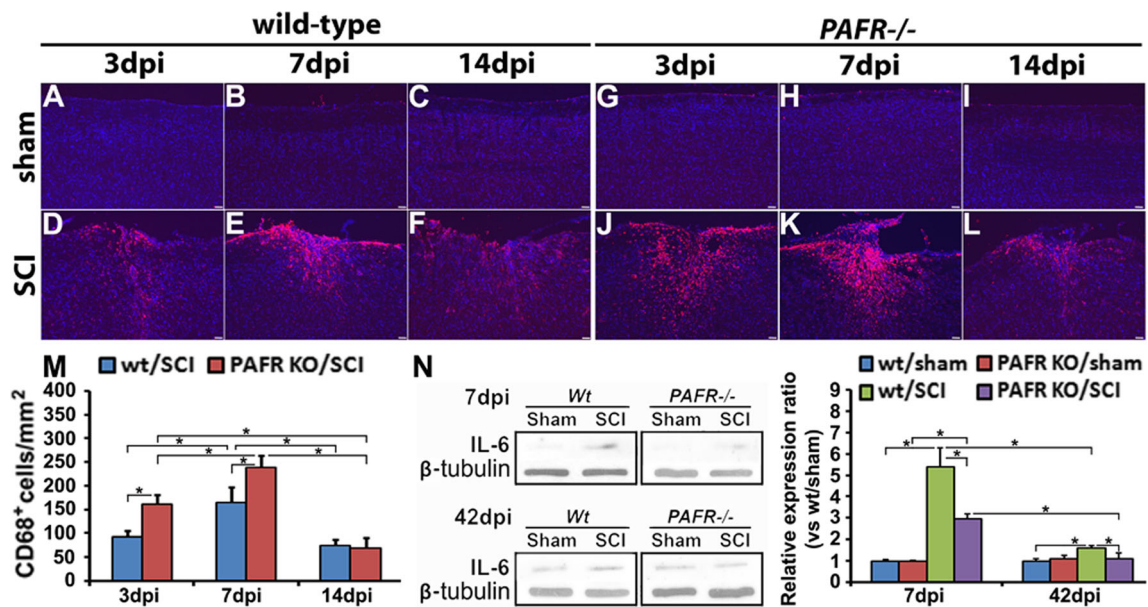 wild-type PAFR-/-
3dpi 7dpi 14dpi 3dpi 7dpi 14dpi
A B C G H I
sham
D E F J K L
SCI
M wt/SCI PAFR KO/SCI
CD68+ cells/mm2
400
350
300
250
200
150
100
50
0
* * * * * * * *
3dpi 7dpi 14dpi
N
7dpi Wt PAFR-/-
Sham SCI Sham SCI
IL-6
β-tubulin
42dpi Wt PAFR-/-
Sham SCI Sham SCI
IL-6
β-tubulin
wt/sham PAFR KO/sham
wt/SCI PAFR KO/SCI
Relative expression ratio
(vs wt/sham)
9
8
7
6
5
4
3
2
1
0
* * * * * * *
7dpi 42dpi